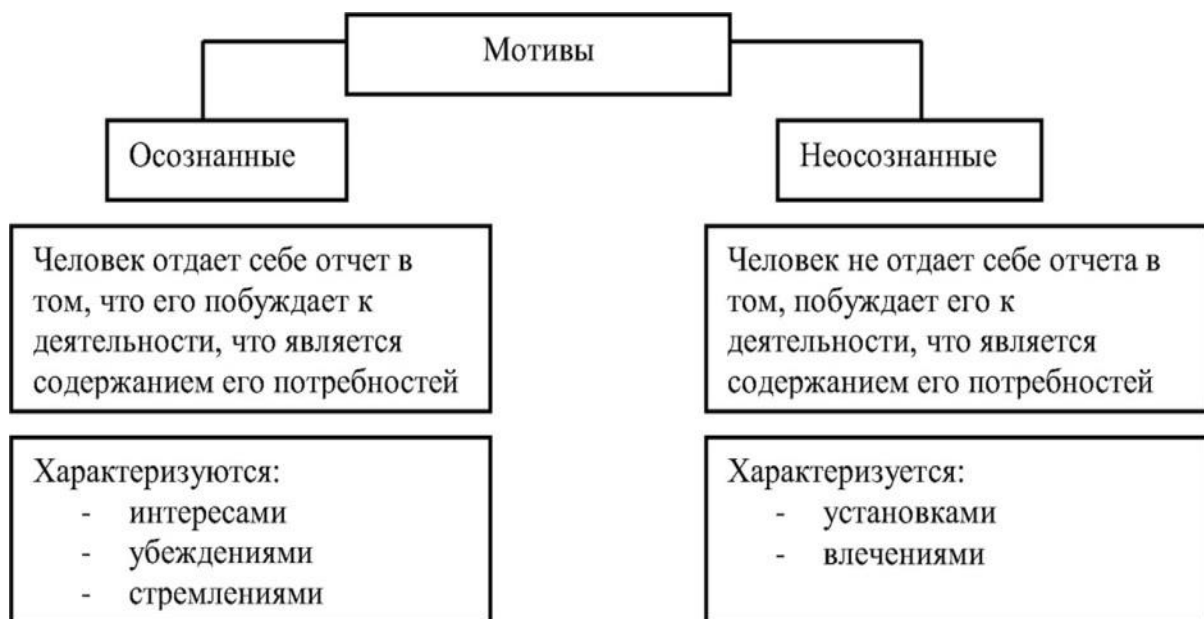 Мотивы
Осознанные
Неосознанные
Человек отдает себе отчет в
том, что его побуждает к
деятельности, что является
содержанием его потребностей
Человек не отдает себе отчета в
том, побуждает его к
деятельности, что является
содержанием его потребностей
Характеризуются:
- интересами
- убеждениями
- стремлениями
Характеризуется:
- установками
- влечениями